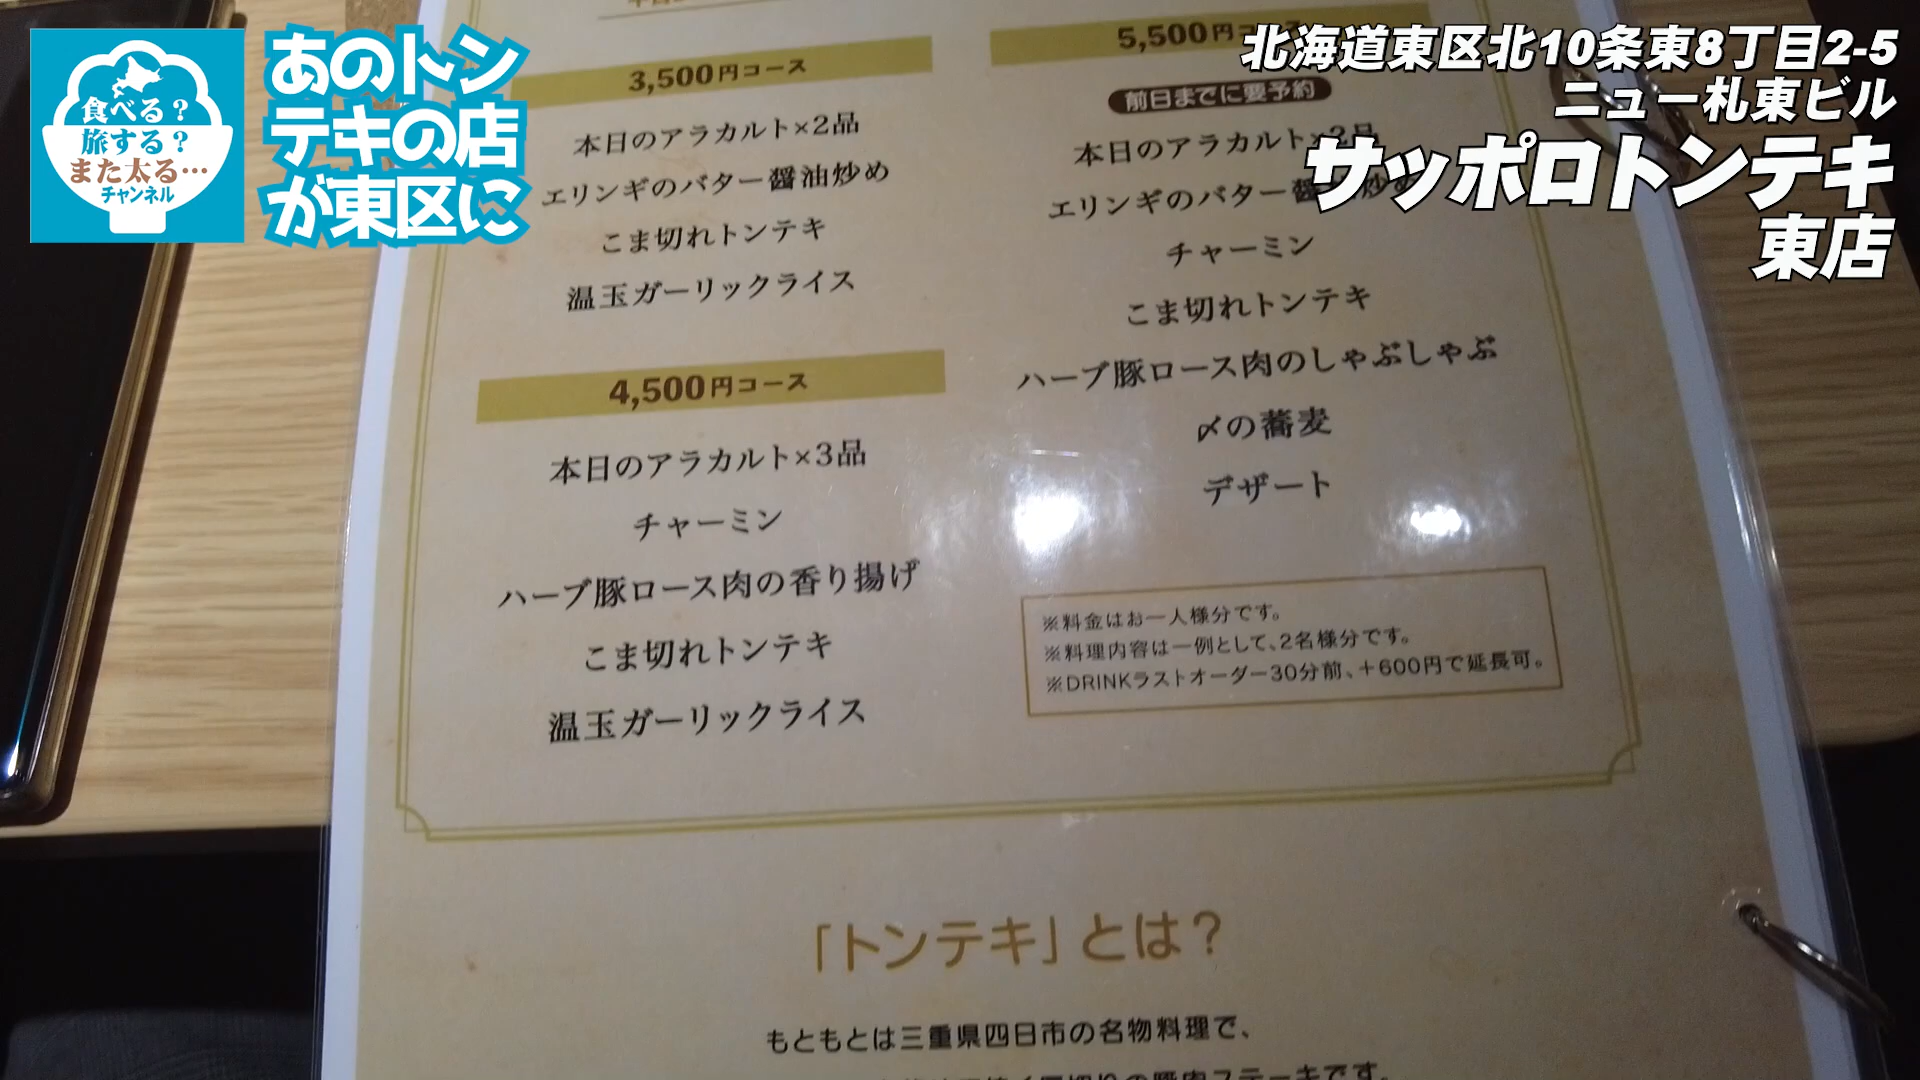 食べる?
旅する?
また太る…
チャンネル
あのトン
テキの店
が東区に
北海道東区北10条東8丁目2-5
ニュー札東ビル
サッポロトンテキ
東店
3,500円コース
本日のアラカルト×2品
エリンギのバター醤油炒め
こま切れトンテキ
温玉ガーリックライス
4,500円コース
本日のアラカルト×3品
チャーミン
ハーブ豚ロース肉の香り揚げ
こま切れトンテキ
温玉ガーリックライス
5,500円コース
前日までに要予約
本日のアラカルト×3品
エリンギのバター醤油炒め
チャーミン
こま切れトンテキ
ハーブ豚ロース肉のしゃぶしゃぶ
〆の蕎麦
デザート
※料金はお一人様分です。
※料理内容は一例として、2名様分です。
※DRINKラストオーダー30分前、+600円で延長可。
「トンテキ」とは?
もともとは三重県四日市の名物料理で、
ステーキです。